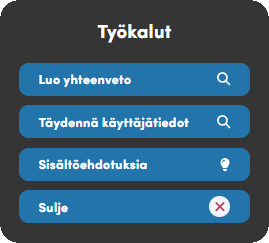 Työkalut
Luo yhteenveto
Täydennä käyttäjätiedot
Sisältöehdotuksia
Sulje